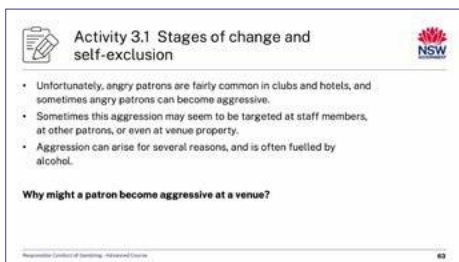 Activity 3.1 Stages of change and
self-exclusion
NSW
GOVERNMENT
• Unfortunately, angry patrons are fairly common in clubs and hotels, and
sometimes angry patrons can become aggressive.
• Sometimes this aggression may seem to be targeted at staff members,
at other patrons, or even at venue property.
• Aggression can arise for several reasons, and is often fuelled by
alcohol.
Why might a patron become aggressive at a venue?
Responsible Conduct of Gambling - Advanced Course
63